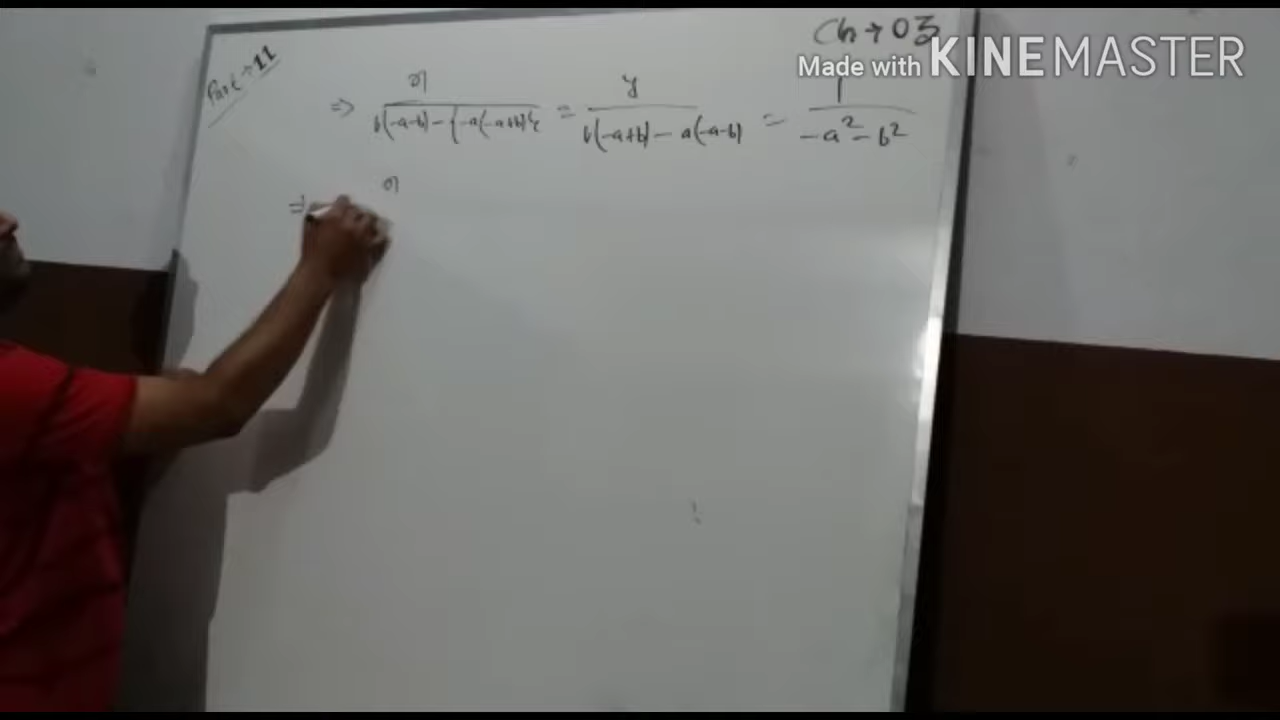 Ch → 03
Made with KINEMASTER
Part → 11
⇒ x/(b(-a-b) - {-a(-a+b)}) = y/(b(-a+b) - a(-a-b)) = 1/(-a² - b²)
⇒ x